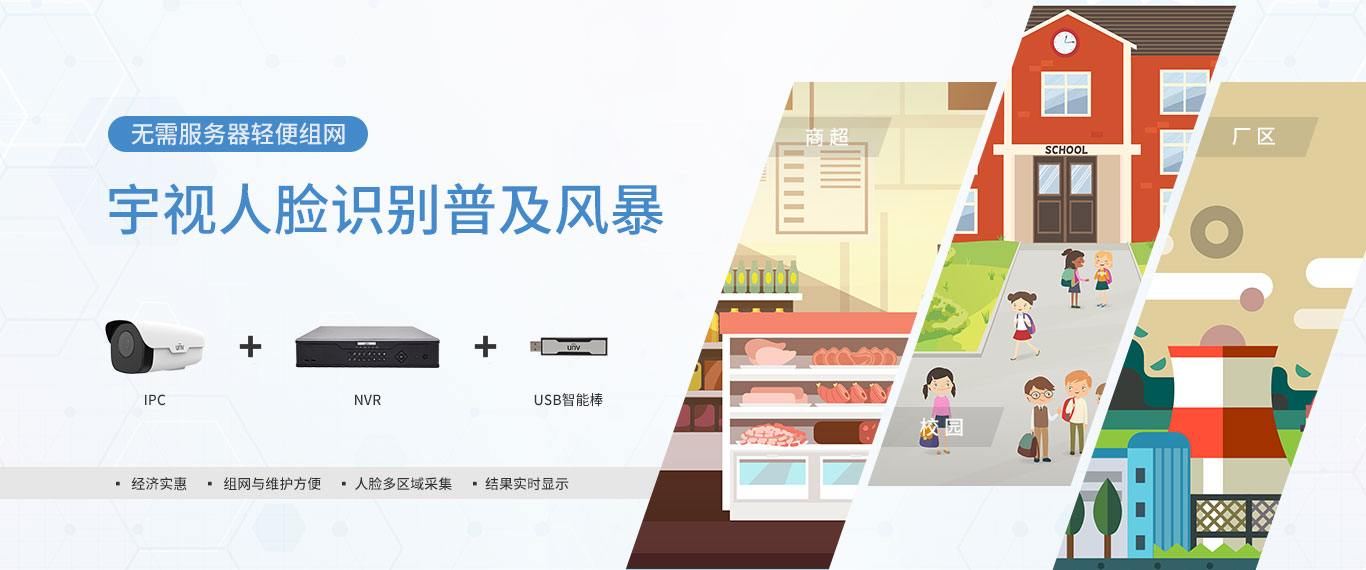 无需服务器轻便组网
宇视人脸识别普及风暴
unv
unv
IPC
NVR
USB智能棒
▪ 经济实惠 ▪ 组网与维护方便 ▪ 人脸多区域采集 ▪ 结果实时显示
商超
SCHOOL
校园
厂区